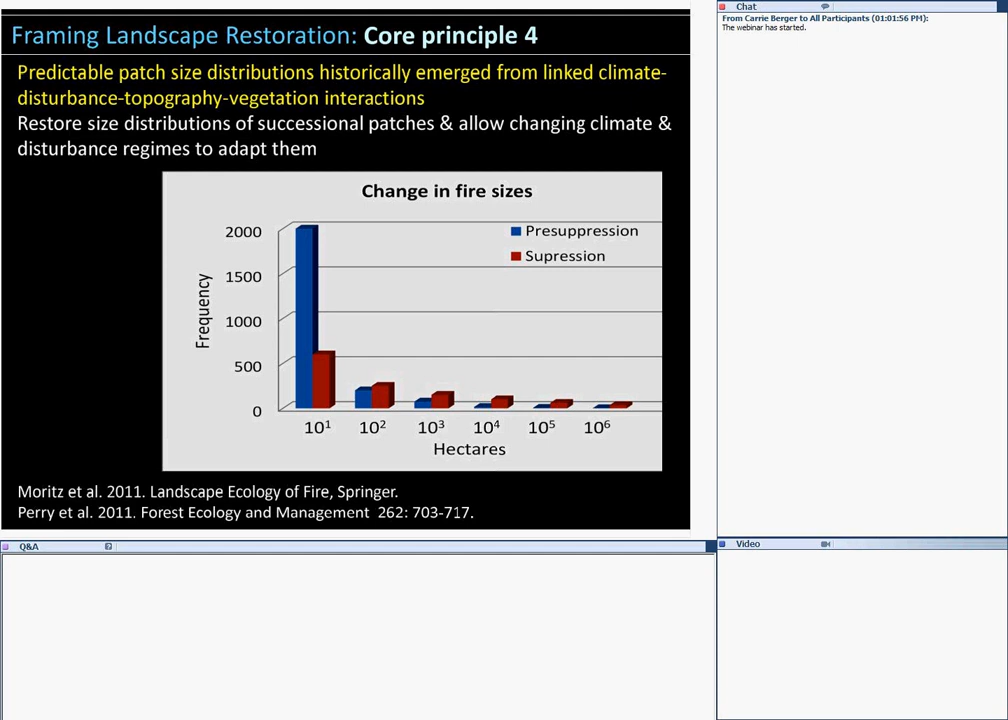 Framing Landscape Restoration: Core principle 4
Predictable patch size distributions historically emerged from linked climate-
disturbance-topography-vegetation interactions
Restore size distributions of successional patches & allow changing climate &
disturbance regimes to adapt them
Change in fire sizes
Presuppression
Supression
Frequency
2000
1500
1000
500
0
10¹ 10² 10³ 10⁴ 10⁵ 10⁶
Hectares
Moritz et al. 2011. Landscape Ecology of Fire, Springer.
Perry et al. 2011. Forest Ecology and Management 262: 703-717.
Chat
From Carrie Berger to All Participants (01:01:56 PM):
The webinar has started.
Q&A
Video